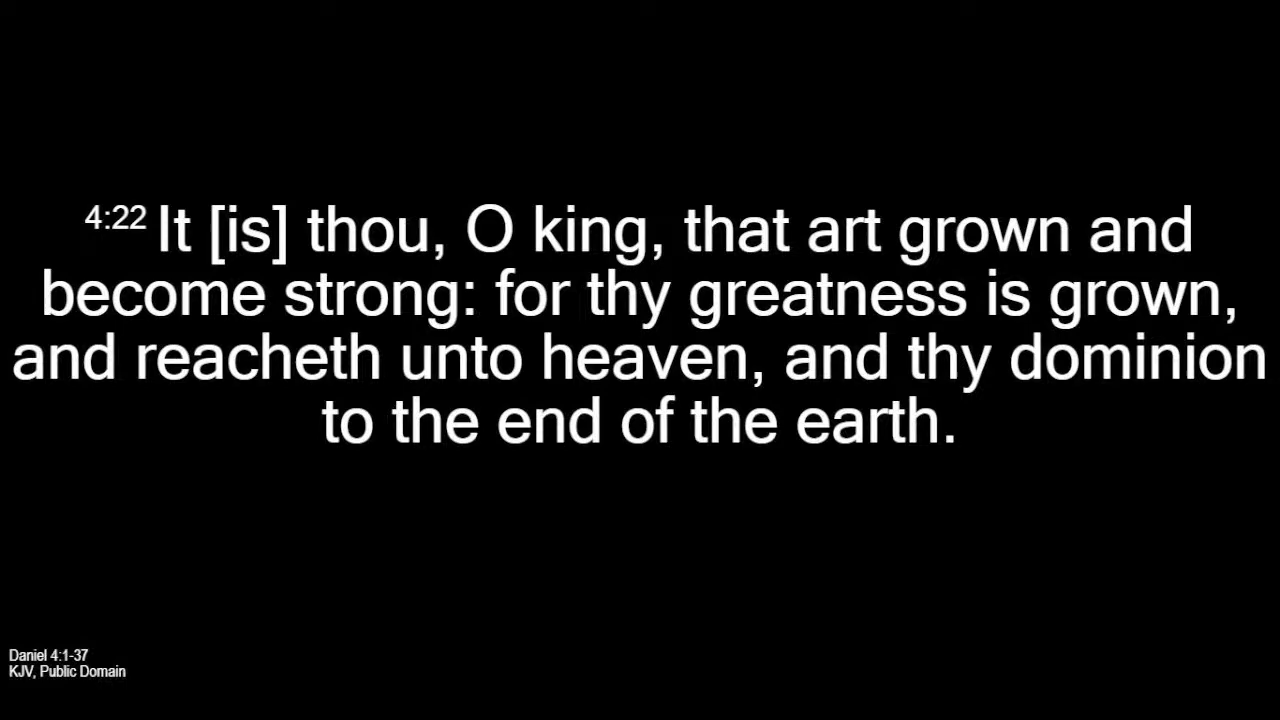 4:22 It [is] thou, O king, that art grown and
become strong: for thy greatness is grown,
and reacheth unto heaven, and thy dominion
to the end of the earth.
Daniel 4:1-37
KJV, Public Domain